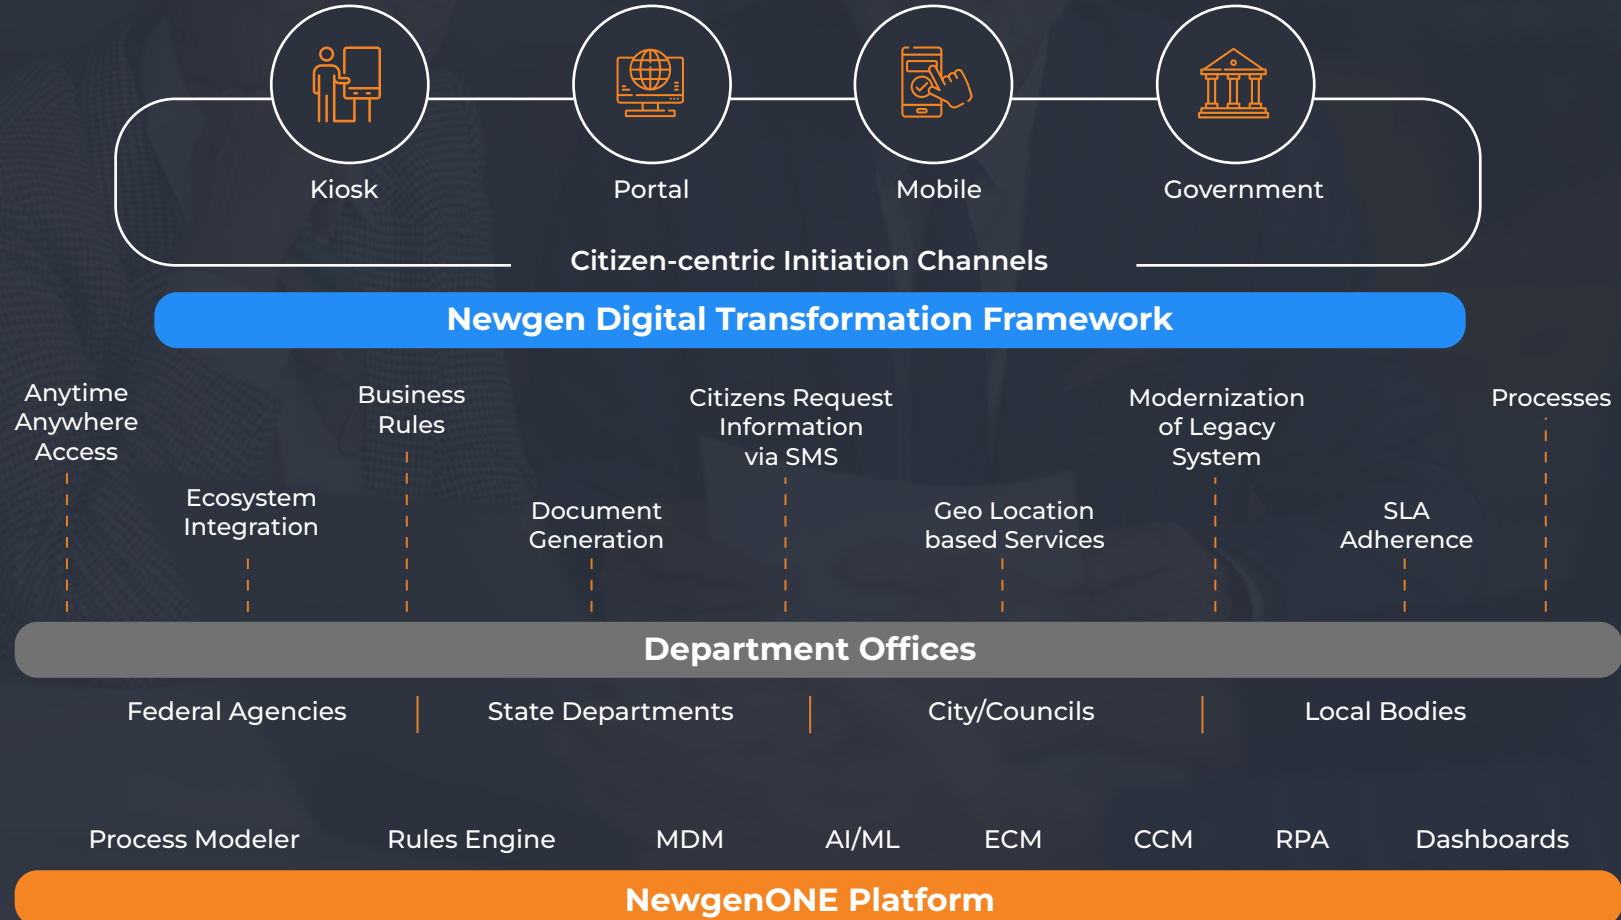 Kiosk
Portal
Mobile
Government
Citizen-centric Initiation Channels
Newgen Digital Transformation Framework
Anytime
Anywhere
Access
Ecosystem
Integration
Business
Rules
Document
Generation
Citizens Request
Information
via SMS
Geo Location
based Services
Modernization
of Legacy
System
SLA
Adherence
Processes
Department Offices
Federal Agencies
State Departments
City/Councils
Local Bodies
Process Modeler
Rules Engine
MDM
AI/ML
ECM
CCM
RPA
Dashboards
NewgenONE Platform